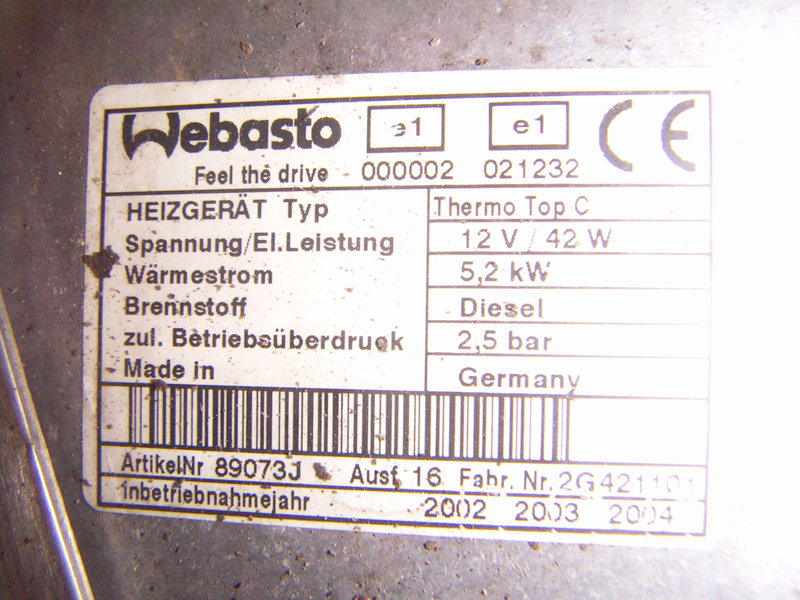 Webasto e1 e1 CE
Feel the drive 000002 021232
HEIZGERÄT Typ Thermo Top C
Spannung/El.Leistung 12 V / 42 W
Wärmestrom 5,2 kW
Brennstoff Diesel
zul. Betriebsüberdruck 2,5 bar
Made in Germany
ArtikelNr 89073J Ausf. 16 Fahr. Nr. 2G421101
Inbetriebnahmejahr 2002 2003 2004